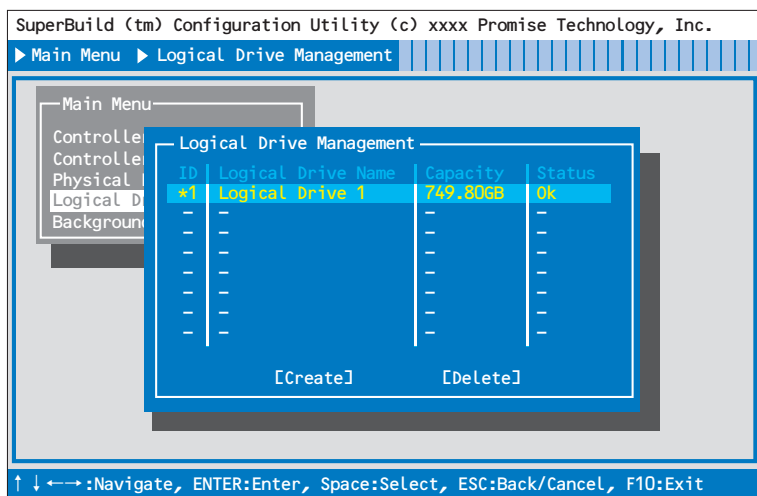 SuperBuild (tm) Configuration Utility (c) xxxx Promise Technology, Inc.
▶ Main Menu ▶ Logical Drive Management
Main Menu
Controlle
Controlle
Physical
Logical D
Background
Logical Drive Management
ID Logical Drive Name Capacity Status
*1 Logical Drive 1 749.80GB Ok
– – – –
– – – –
– – – –
– – – –
– – – –
– – – –
– – – –
[Create] [Delete]
↑↓←→:Navigate, ENTER:Enter, Space:Select, ESC:Back/Cancel, F10:Exit